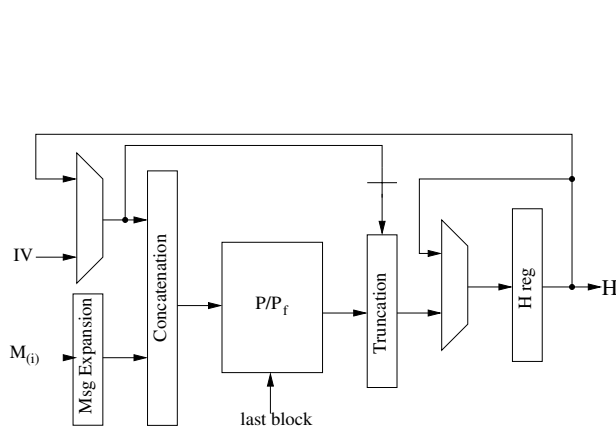 IV
M(i)
Msg Expansion
Concatenation
P/Pf
last block
Truncation
H reg
H